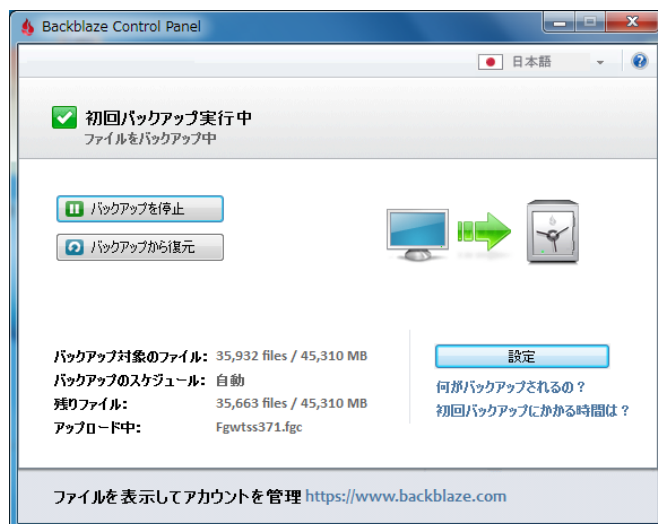 Backblaze Control Panel
日本語
初回バックアップ実行中
ファイルをバックアップ中
バックアップを停止
バックアップから復元
バックアップ対象のファイル: 35,932 files / 45,310 MB
バックアップのスケジュール: 自動
残りファイル: 35,663 files / 45,310 MB
アップロード中: Fgwtss371.fgc
設定
何がバックアップされるの？
初回バックアップにかかる時間は？
ファイルを表示してアカウントを管理 https://www.backblaze.com